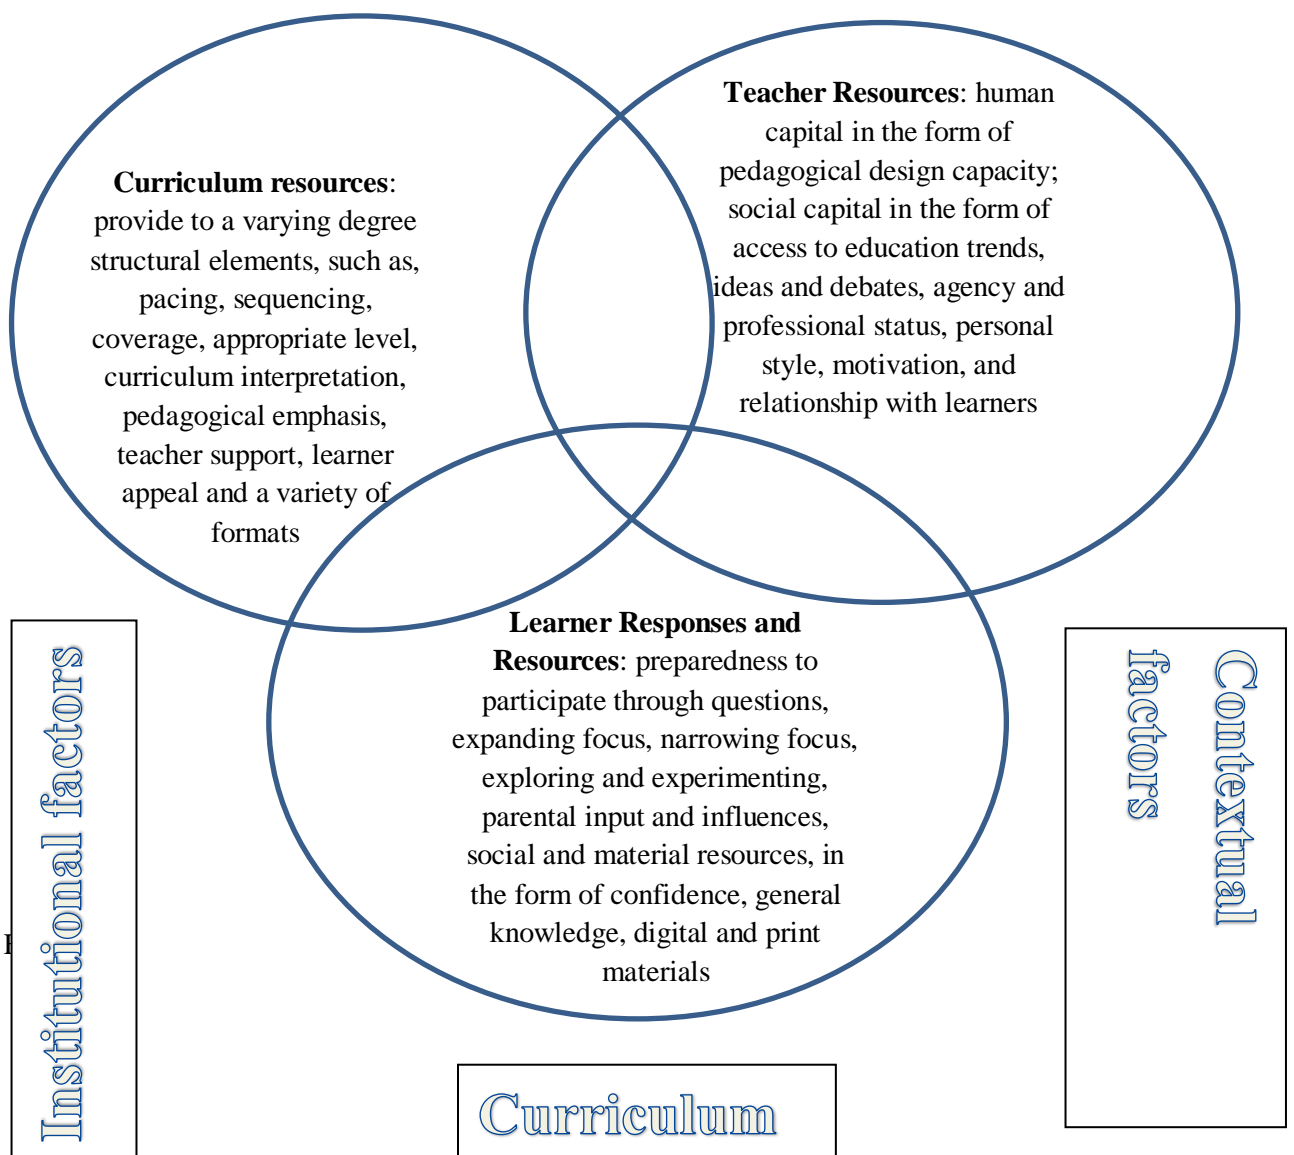 Curriculum resources:
provide to a varying degree
structural elements, such as,
pacing, sequencing,
coverage, appropriate level,
curriculum interpretation,
pedagogical emphasis,
teacher support, learner
appeal and a variety of
formats
Teacher Resources: human
capital in the form of
pedagogical design capacity;
social capital in the form of
access to education trends,
ideas and debates, agency and
professional status, personal
style, motivation, and
relationship with learners
Learner Responses and
Resources: preparedness to
participate through questions,
expanding focus, narrowing focus,
exploring and experimenting,
parental input and influences,
social and material resources, in
the form of confidence, general
knowledge, digital and print
materials
Institutional factors
Contextual
factors
Curriculum